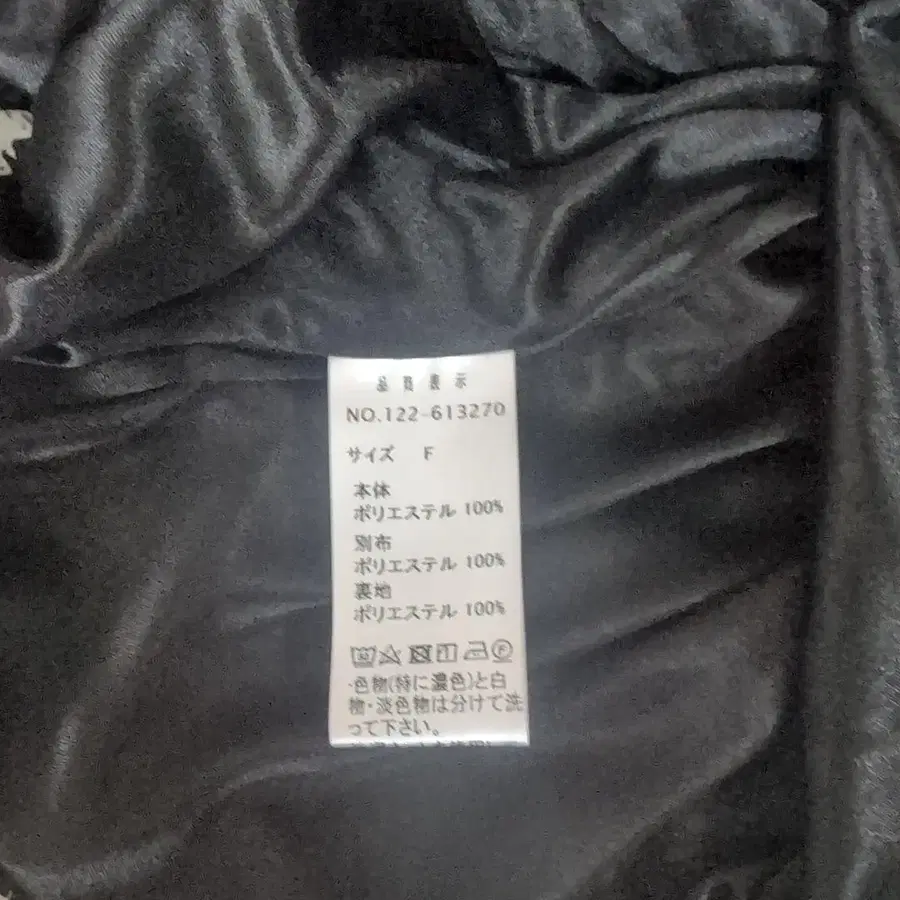 品質表示
NO.122-613270
サイズ F
本体
ポリエステル 100%
別布
ポリエステル 100%
裏地
ポリエステル 100%
・色物(特に濃色)と白
物・淡色物は分けて洗
って下さい。